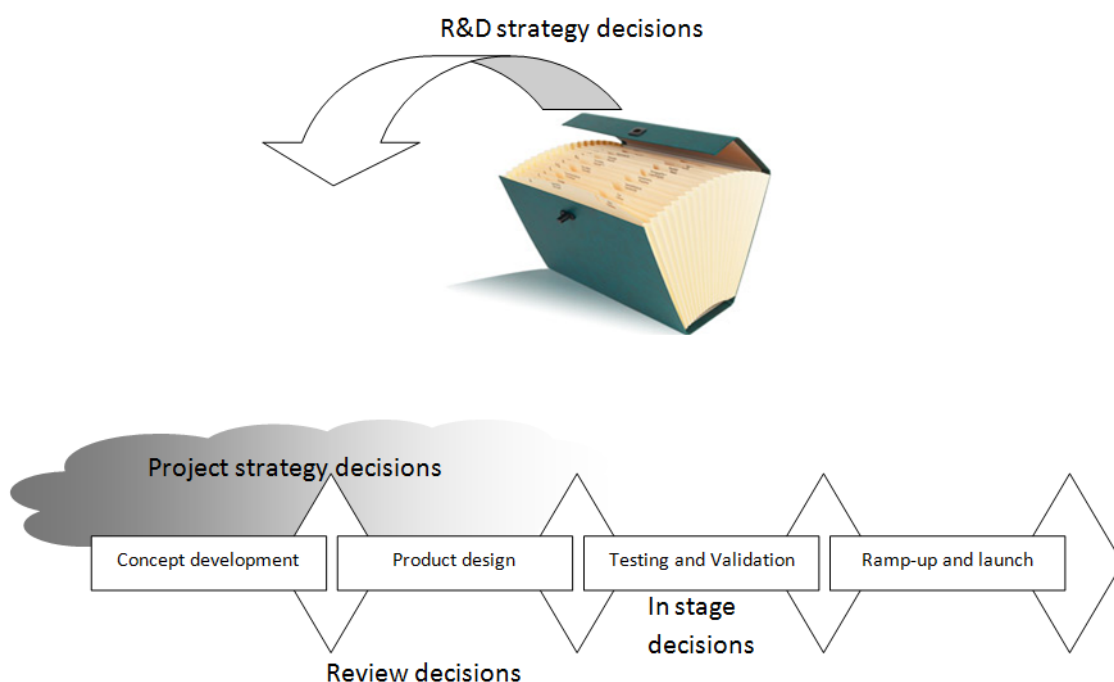 R&D strategy decisions
Project strategy decisions
Concept development
Product design
Testing and Validation
Ramp-up and launch
In stage
decisions
Review decisions